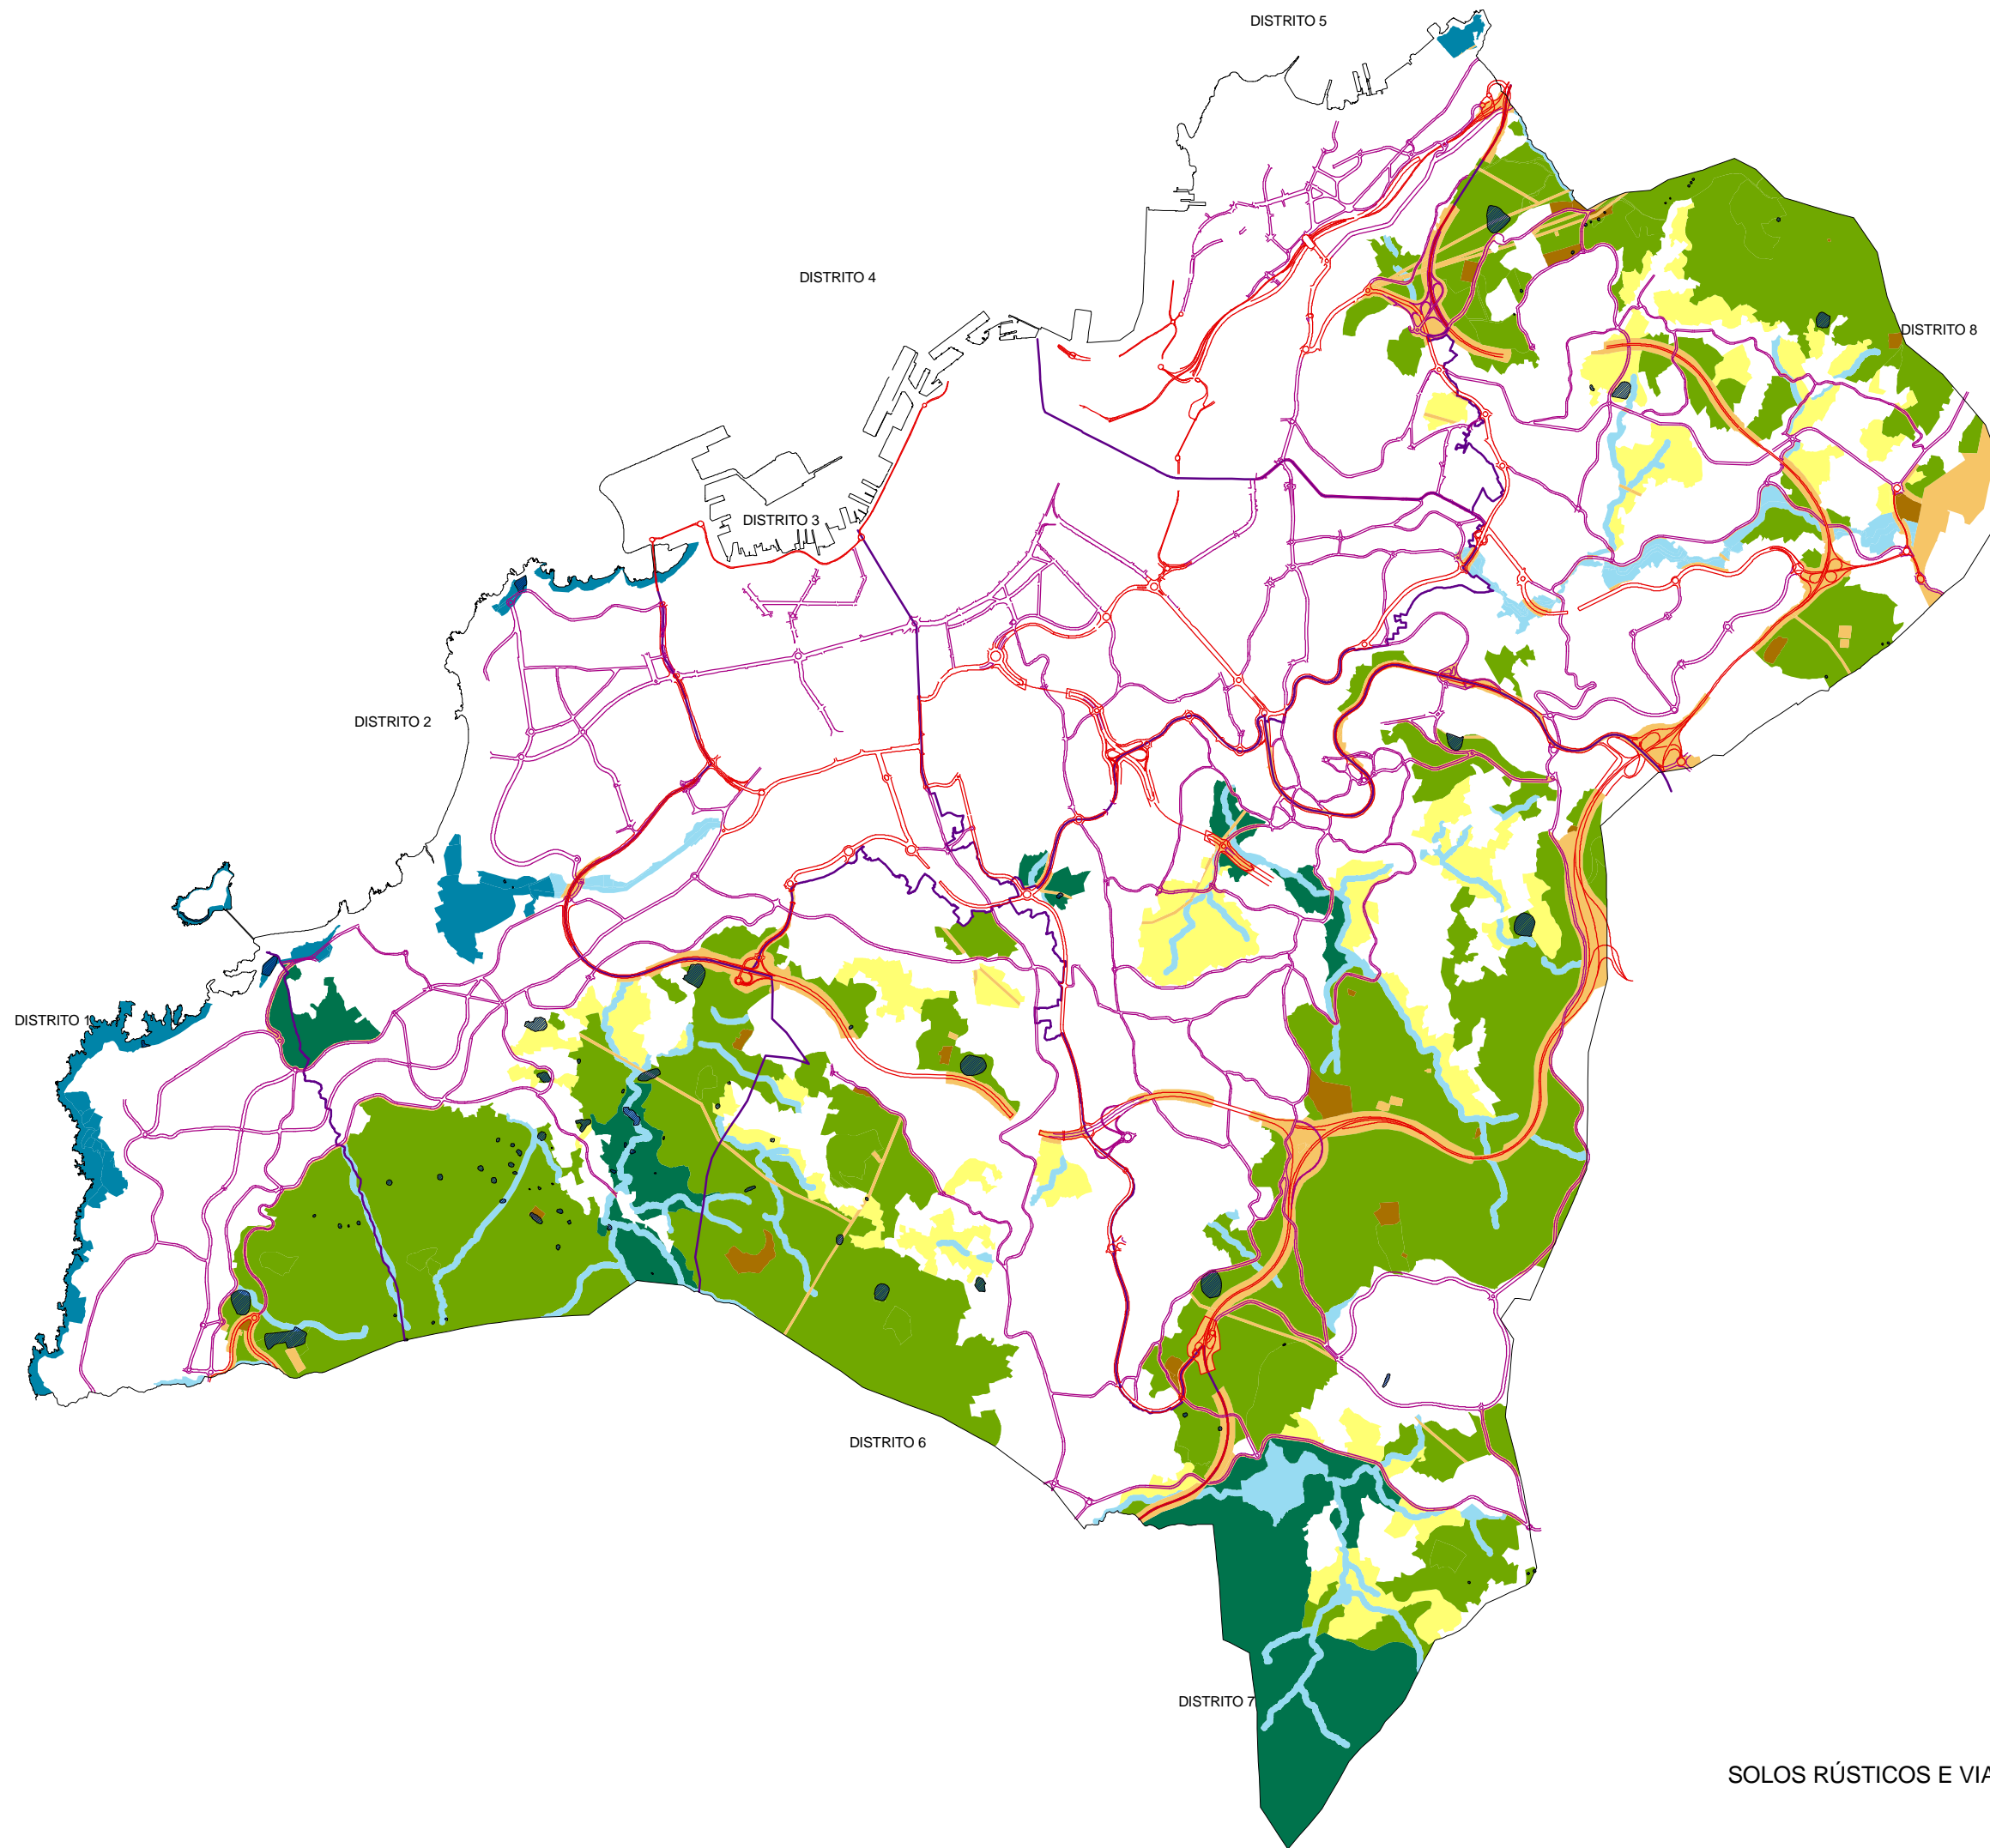 DISTRITO 5
DISTRITO 4
DISTRITO 8
DISTRITO 3
DISTRITO 2
DISTRITO 1
DISTRITO 6
DISTRITO 7
SOLOS RÚSTICOS E VIA